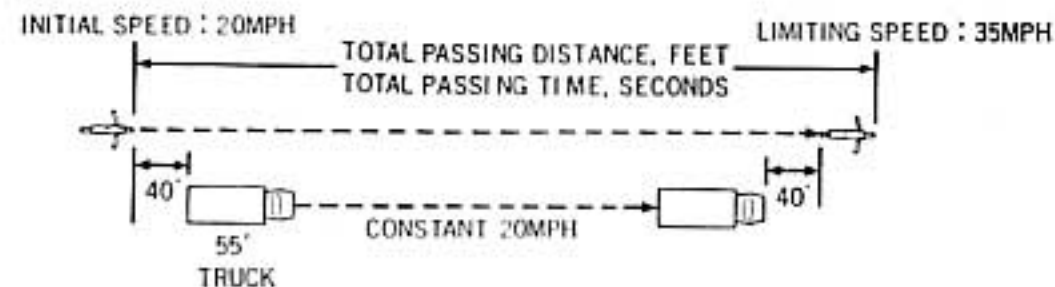 INITIAL SPEED : 20MPH
LIMITING SPEED : 35MPH
TOTAL PASSING DISTANCE, FEET
TOTAL PASSING TIME, SECONDS
40'
40'
CONSTANT 20MPH
55'
TRUCK